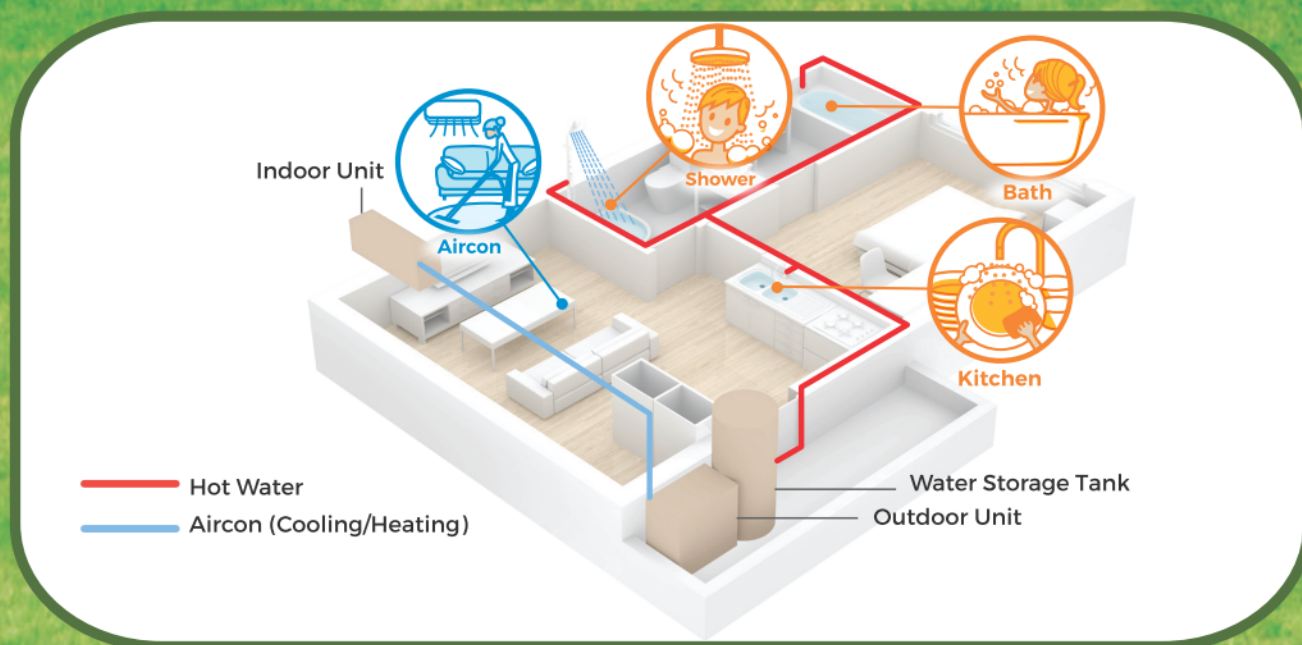 Indoor Unit
Aircon
Shower
Bath
Kitchen
Hot Water
Aircon (Cooling/Heating)
Water Storage Tank
Outdoor Unit